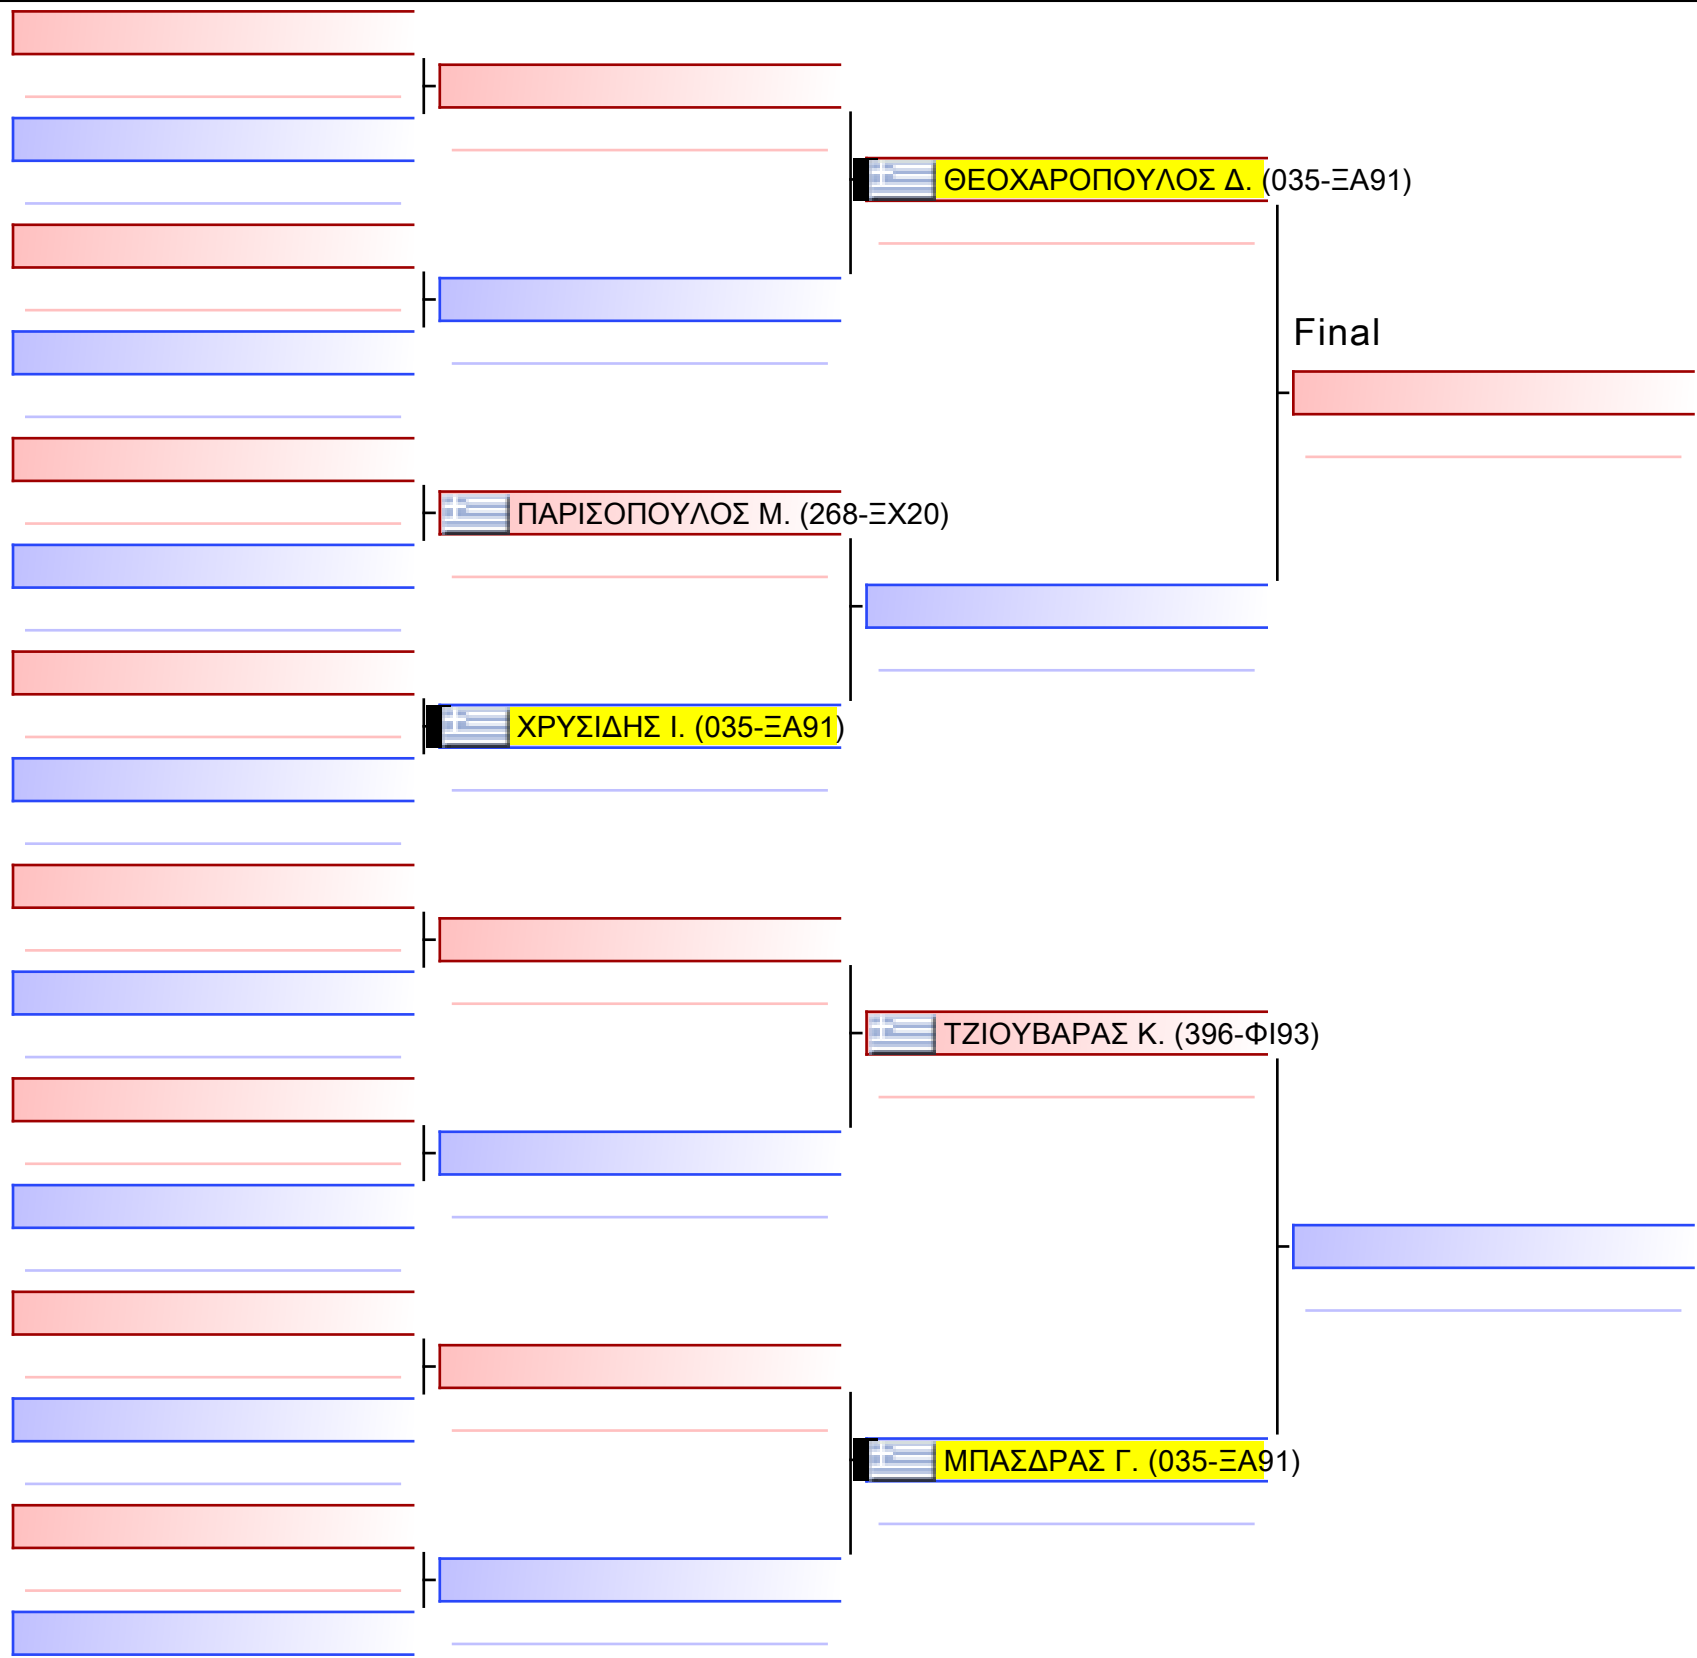 ΘΕΟΧΑΡΟΠΟΥΛΟΣ Δ. (035-ΞΑ91)
Final
ΠΑΡΙΣΟΠΟΥΛΟΣ Μ. (268-ΞΧ20)
ΧΡΥΣΙΔΗΣ Ι. (035-ΞΑ91)
ΤΖΙΟΥΒΑΡΑΣ Κ. (396-ΦΙ93)
ΜΠΑΣΔΡΑΣ Γ. (035-ΞΑ91)